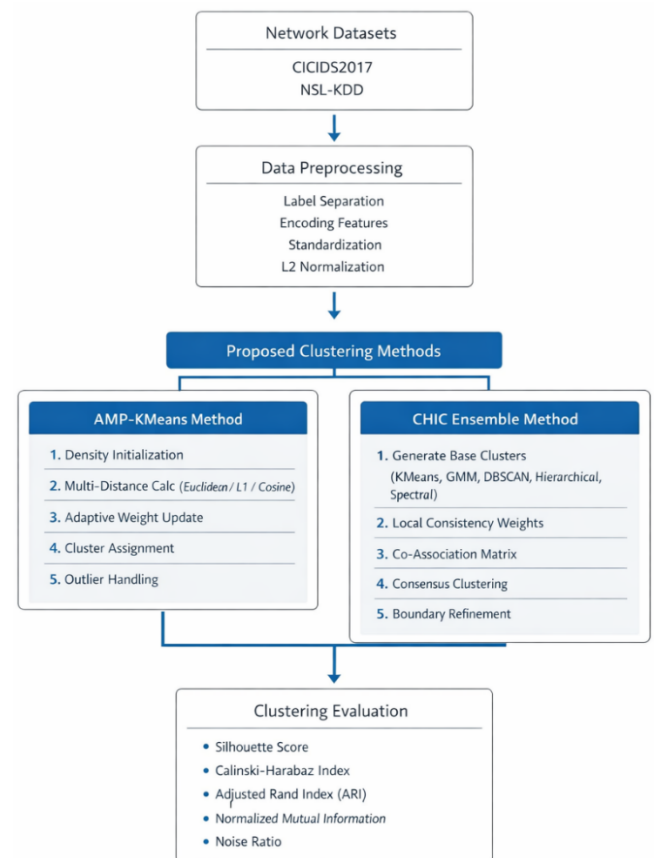 Network Datasets
CICIDS2017
NSL-KDD
Data Preprocessing
Label Separation
Encoding Features
Standardization
L2 Normalization
Proposed Clustering Methods
AMP-KMeans Method
1. Density Initialization
2. Multi-Distance Calc (Euclidean / L1 / Cosine)
3. Adaptive Weight Update
4. Cluster Assignment
5. Outlier Handling
CHIC Ensemble Method
1. Generate Base Clusters
(KMeans, GMM, DBSCAN, Hierarchical,
Spectral)
2. Local Consistency Weights
3. Co-Association Matrix
4. Consensus Clustering
5. Boundary Refinement
Clustering Evaluation
• Silhouette Score
• Calinski-Harabaz Index
• Adjusted Rand Index (ARI)
• Normalized Mutual Information
• Noise Ratio